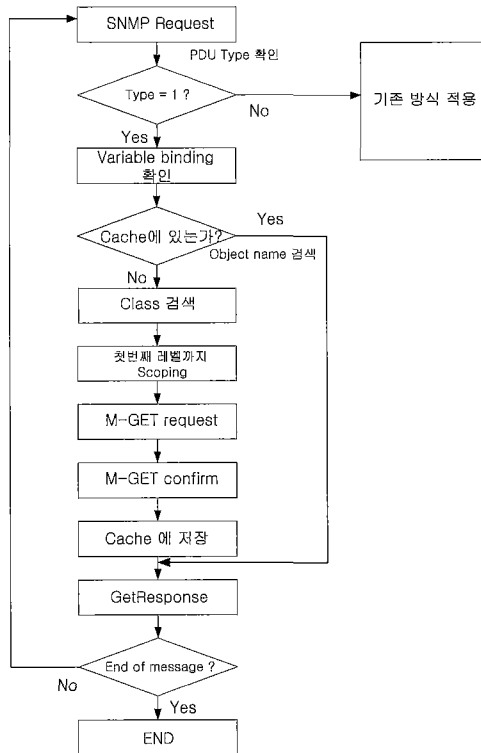 SNMP Request
PDU Type 확인
Type = 1 ?
No
기존 방식 적용
Yes
Variable binding
확인
Cache에 있는가?
Yes
Object name 검색
No
Class 검색
첫번째 레벨까지
Scoping
M-GET request
M-GET confirm
Cache 에 저장
GetResponse
End of message ?
No
Yes
END